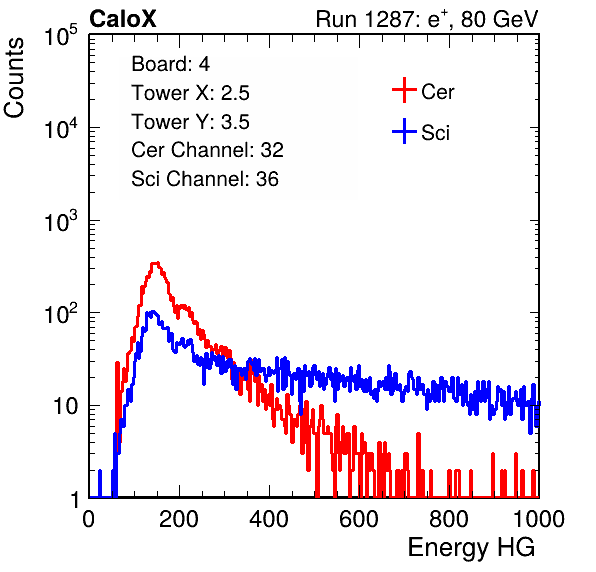 CaloX
Run 1287: e⁺, 80 GeV
Counts
10⁵
10⁴
10³
10²
10
1
Board: 4
Tower X: 2.5
Tower Y: 3.5
Cer Channel: 32
Sci Channel: 36
Cer
Sci
0 200 400 600 800 1000
Energy HG